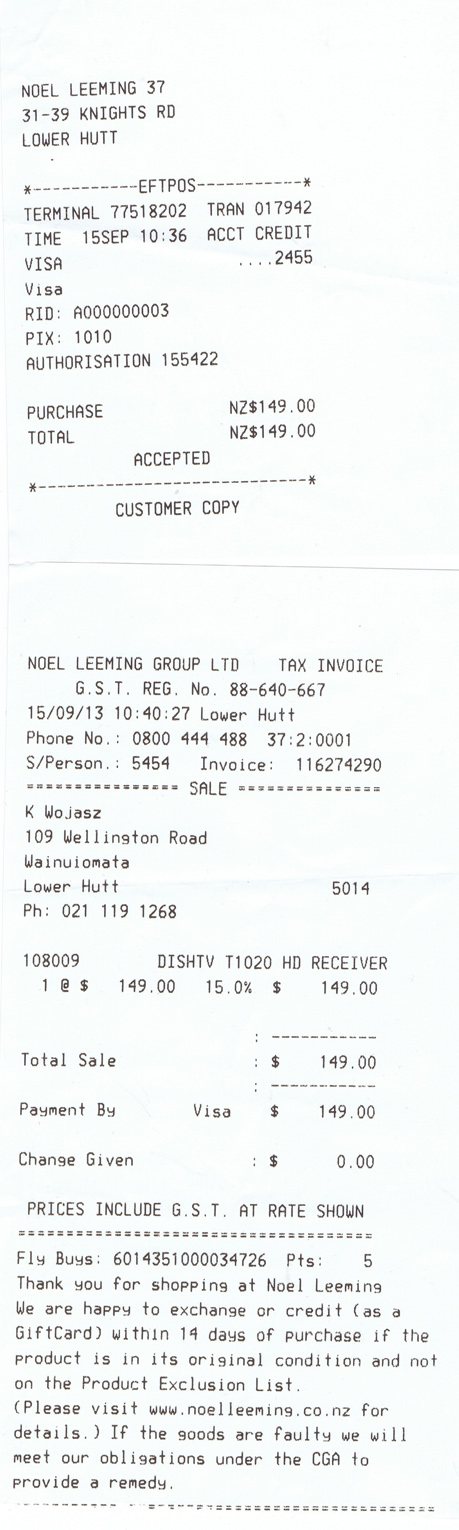 NOEL LEEMING 37
31-39 KNIGHTS RD
LOWER HUTT
*-----------EFTPOS-----------*
TERMINAL 77518202 TRAN 017942
TIME 15SEP 10:36 ACCT CREDIT
VISA ....2455
Visa
RID: A000000003
PIX: 1010
AUTHORISATION 155422
PURCHASE NZ$149.00
TOTAL NZ$149.00
ACCEPTED
*----------------------------*
CUSTOMER COPY
NOEL LEEMING GROUP LTD TAX INVOICE
G.S.T. REG. No. 88-640-667
15/09/13 10:40:27 Lower Hutt
Phone No.: 0800 444 488 37:2:0001
S/Person.: 5454 Invoice: 116274290
================ SALE ===============
K Wojasz
109 Wellington Road
Wainuiomata
Lower Hutt 5014
Ph: 021 119 1268
108009 DISHTV T1020 HD RECEIVER
1 @ $ 149.00 15.0% $ 149.00
: -----------
Total Sale : $ 149.00
: -----------
Payment By Visa $ 149.00
Change Given : $ 0.00
PRICES INCLUDE G.S.T. AT RATE SHOWN
=====================================
Fly Buys: 6014351000034726 Pts: 5
Thank you for shopping at Noel Leeming
We are happy to exchange or credit (as a
GiftCard) within 14 days of purchase if the
product is in its original condition and not
on the Product Exclusion List.
(Please visit www.noelleeming.co.nz for
details.) If the goods are faulty we will
meet our obligations under the CGA to
provide a remedy.